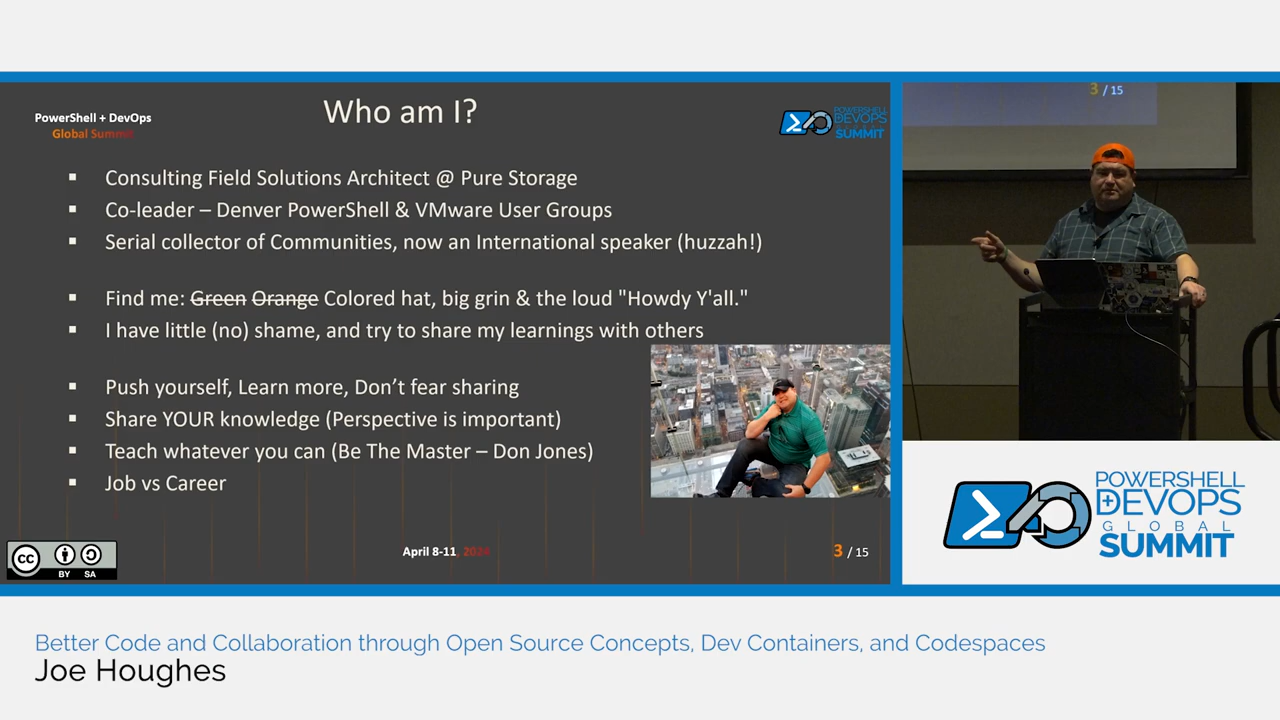 PowerShell + DevOps
Global Summit
Who am I?
POWERSHELL
DEVOPS
GLOBAL
SUMMIT
Consulting Field Solutions Architect @ Pure Storage
Co-leader – Denver PowerShell & VMware User Groups
Serial collector of Communities, now an International speaker (huzzah!)
Find me: Green Orange Colored hat, big grin & the loud "Howdy Y'all."
I have little (no) shame, and try to share my learnings with others
Push yourself, Learn more, Don’t fear sharing
Share YOUR knowledge (Perspective is important)
Teach whatever you can (Be The Master – Don Jones)
Job vs Career
CC
BY SA
April 8-11, 2024
3 / 15
3 / 15
POWERSHELL
+DEVOPS
GLOBAL
SUMMIT
Better Code and Collaboration through Open Source Concepts, Dev Containers, and Codespaces
Joe Houghes